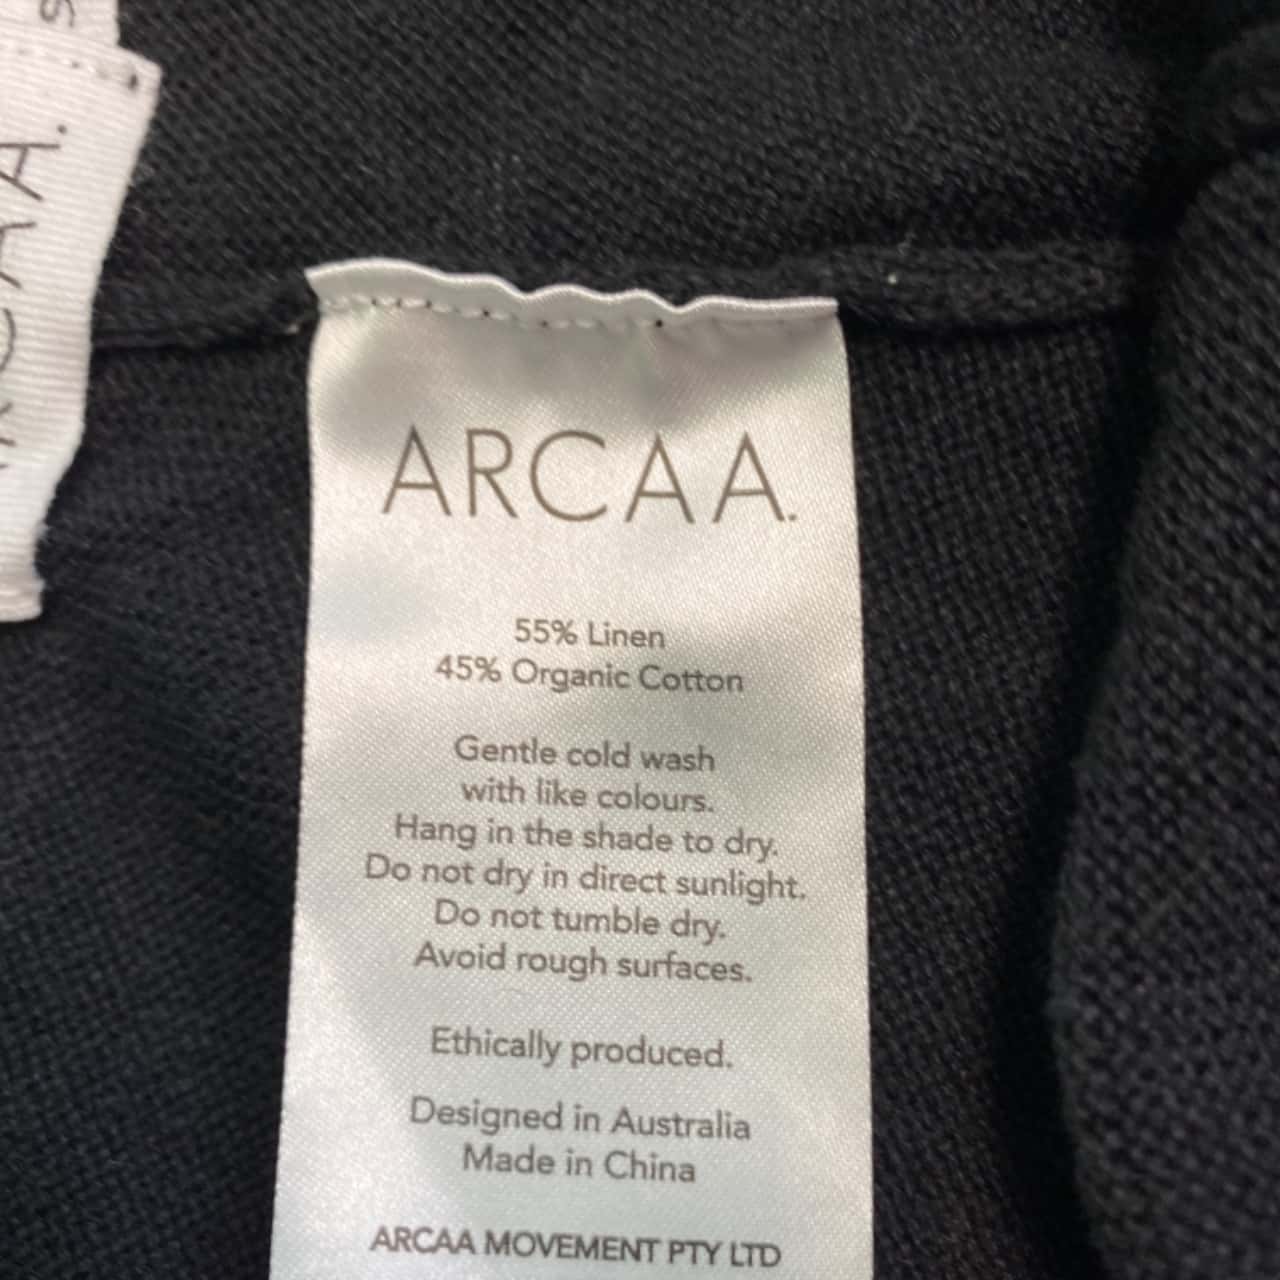 S
ARCAA.
ARCAA.
55% Linen
45% Organic Cotton
Gentle cold wash
with like colours.
Hang in the shade to dry.
Do not dry in direct sunlight.
Do not tumble dry.
Avoid rough surfaces.
Ethically produced.
Designed in Australia
Made in China
ARCAA MOVEMENT PTY LTD